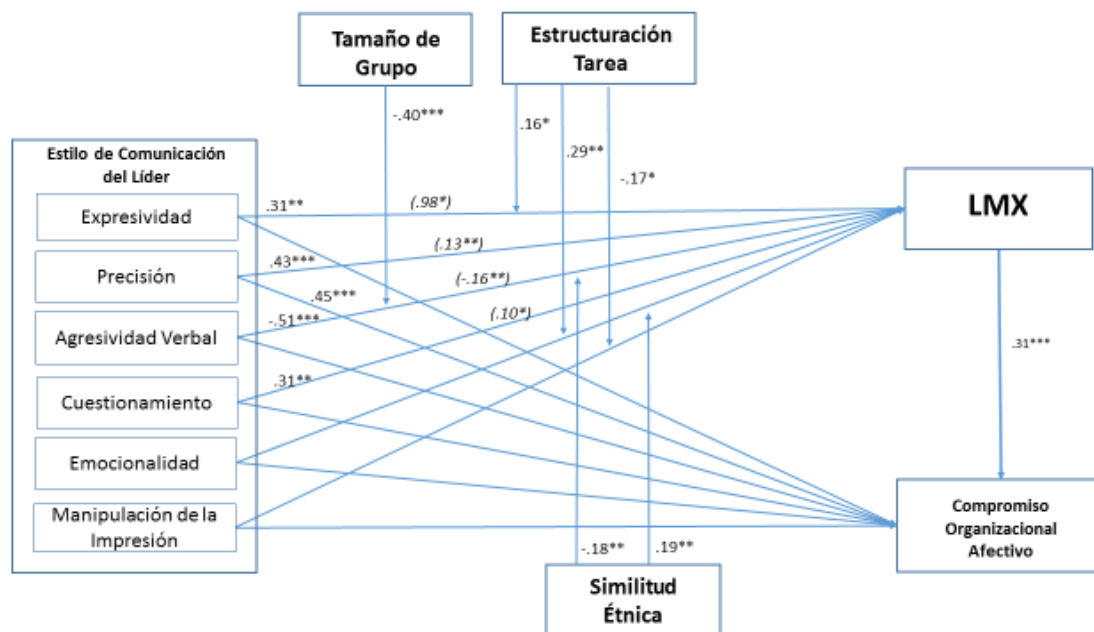 Tamaño de
Grupo
Estructuración
Tarea
-.40***
.16*
.29**
-.17*
Estilo de Comunicación
del Líder
Expresividad
.31**
(.98*)
LMX
Precisión
.43***
(.13**)
Agresividad Verbal
.45***
-.51***
(-.16**)
(.10*)
Cuestionamiento
.31**
.31***
Emocionalidad
Manipulación de la
Impresión
Compromiso
Organizacional
Afectivo
-.18**
.19**
Similitud
Étnica